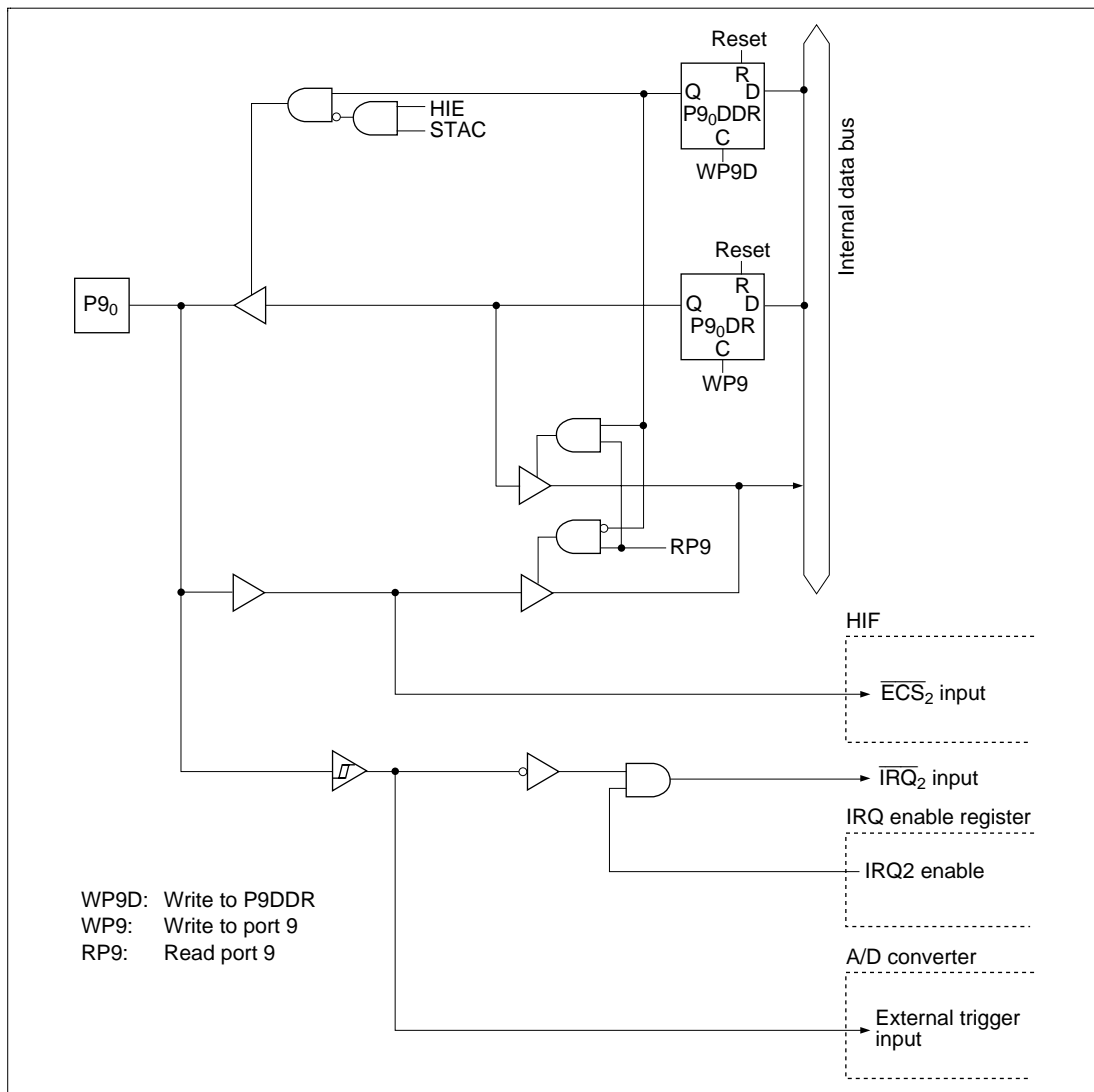 Reset
R
Q D
P9₀DDR
C
WP9D
HIE
STAC
Internal data bus
Reset
R
Q D
P9₀DR
C
WP9
P9₀
RP9
HIF
E̅C̅S̅₂ input
I̅R̅Q̅₂ input
IRQ enable register
IRQ2 enable
WP9D: Write to P9DDR
WP9: Write to port 9
RP9: Read port 9
A/D converter
External trigger
input